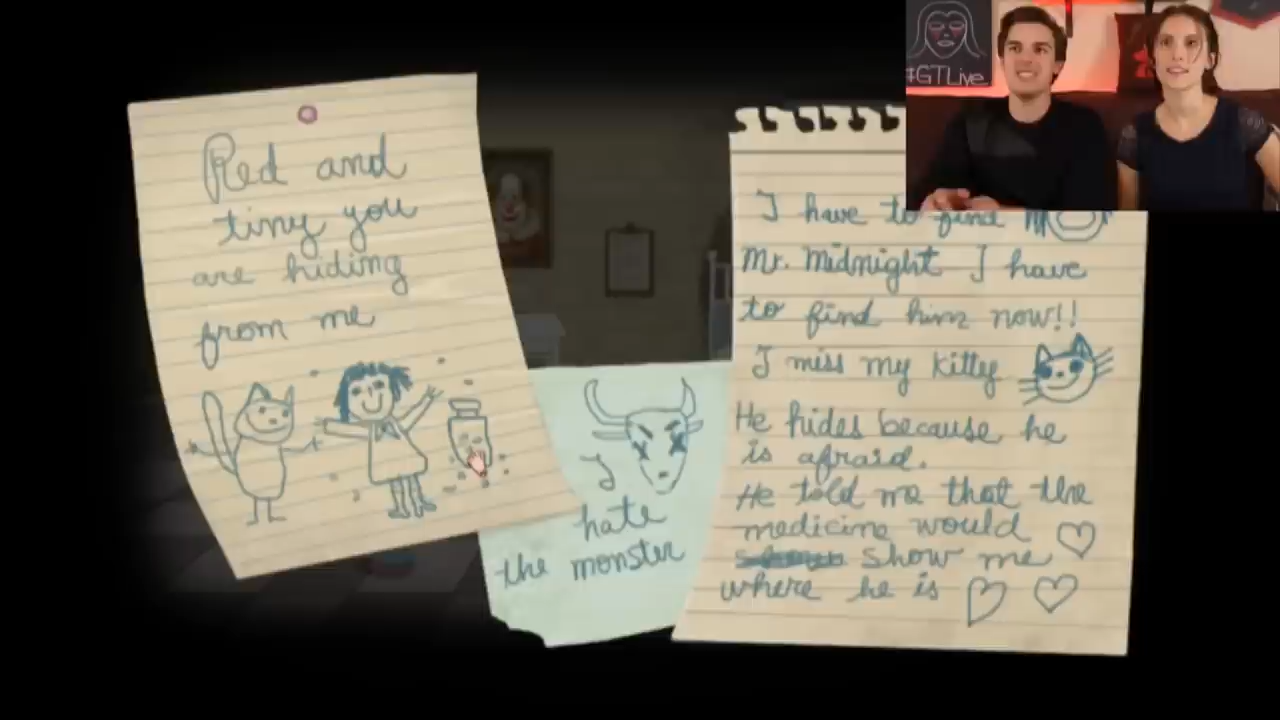 #GTLive
Red and
tiny you
are hiding
from me
I
hate
the monster
I have to find
Mr. Midnight I have
to find him now!!
I miss my Kitty
He hides because he
is afraid.
He told me that the
medicine would
show me
where he is